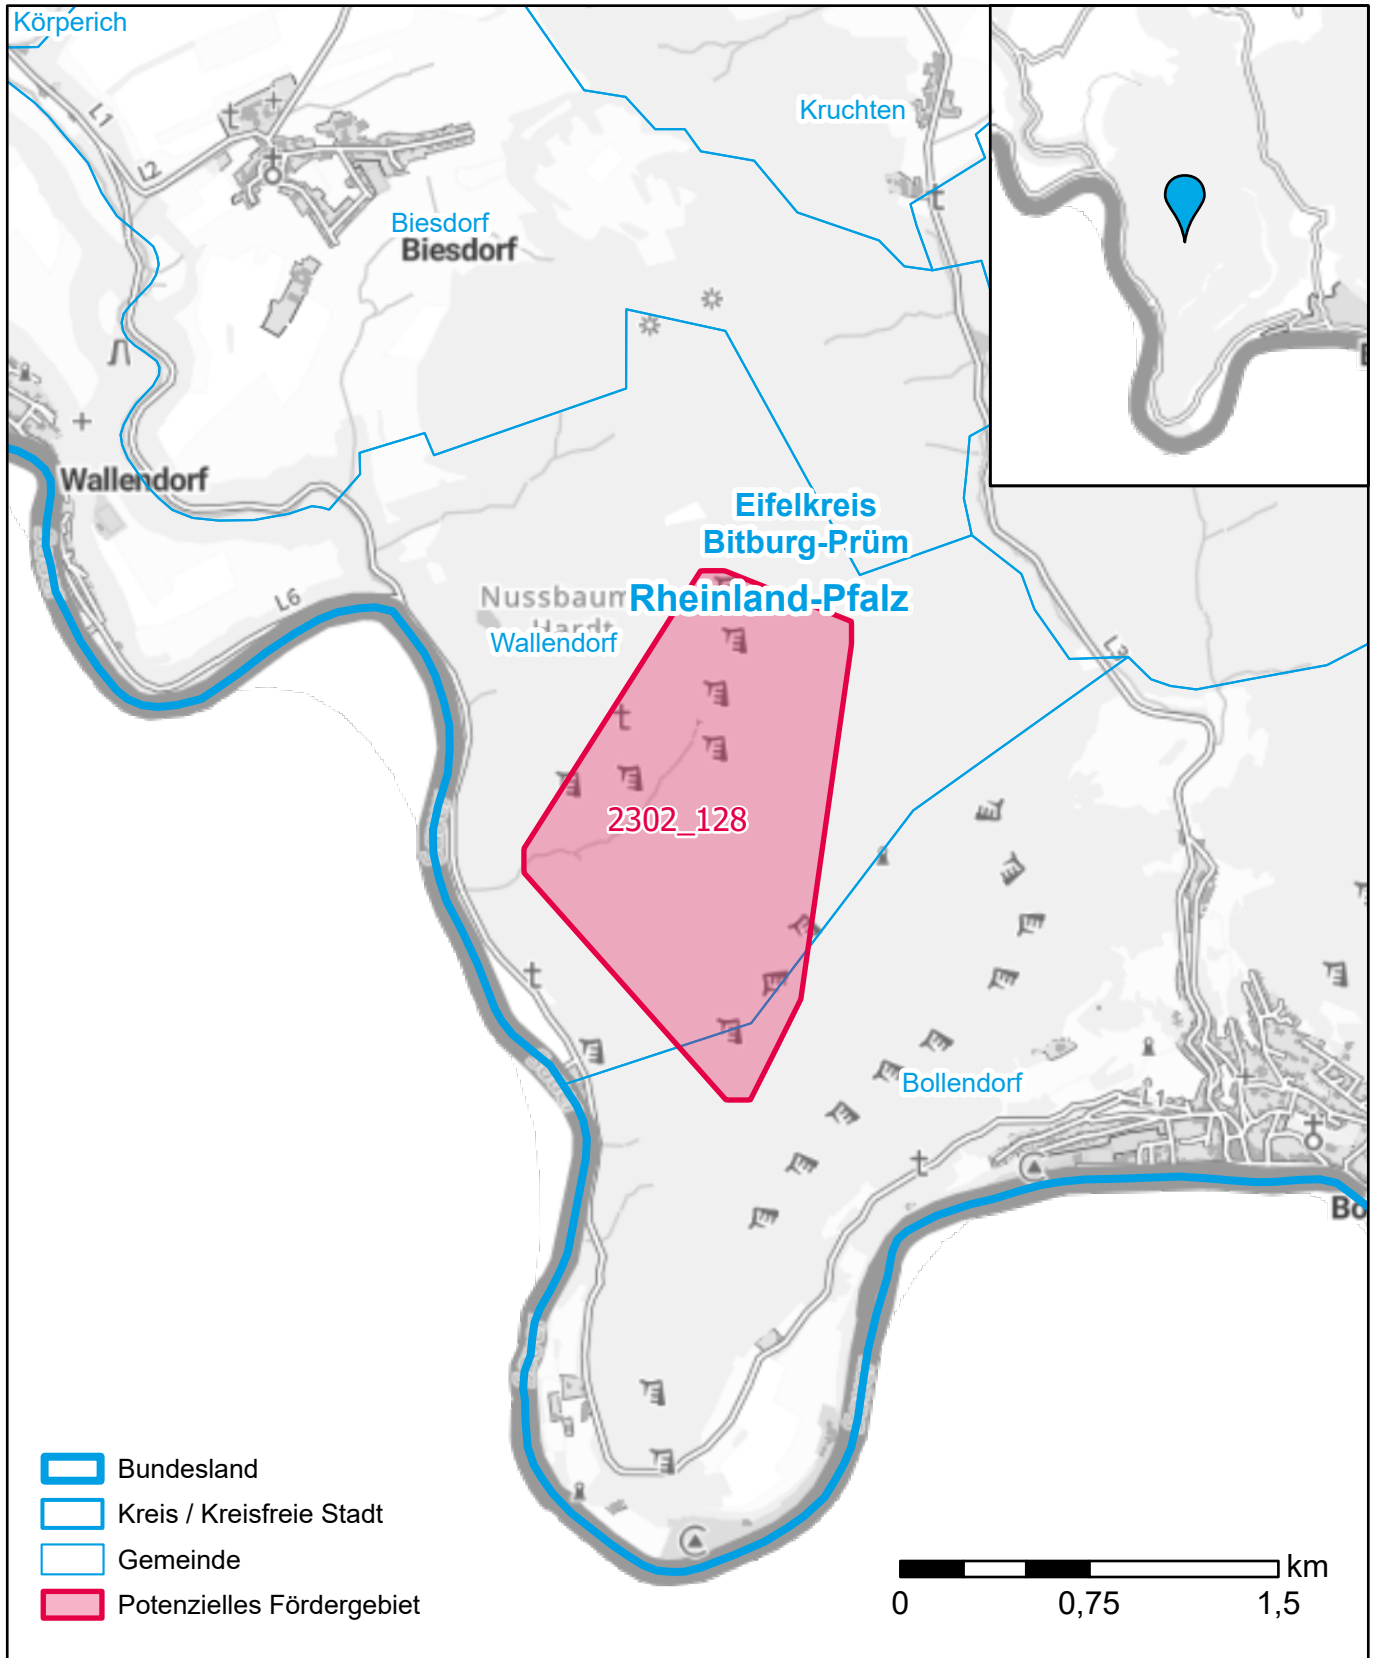 Körperich
L1
L2
Kruchten
Biesdorf
Biesdorf
Wallendorf
Eifelkreis
Bitburg-Prüm
Rheinland-Pfalz
Nussbaum
Hardt
Wallendorf
L6
2302_128
Bollendorf
Bo
Bundesland
Kreis / Kreisfreie Stadt
Gemeinde
Potenzielles Fördergebiet
km
0
0,75
1,5